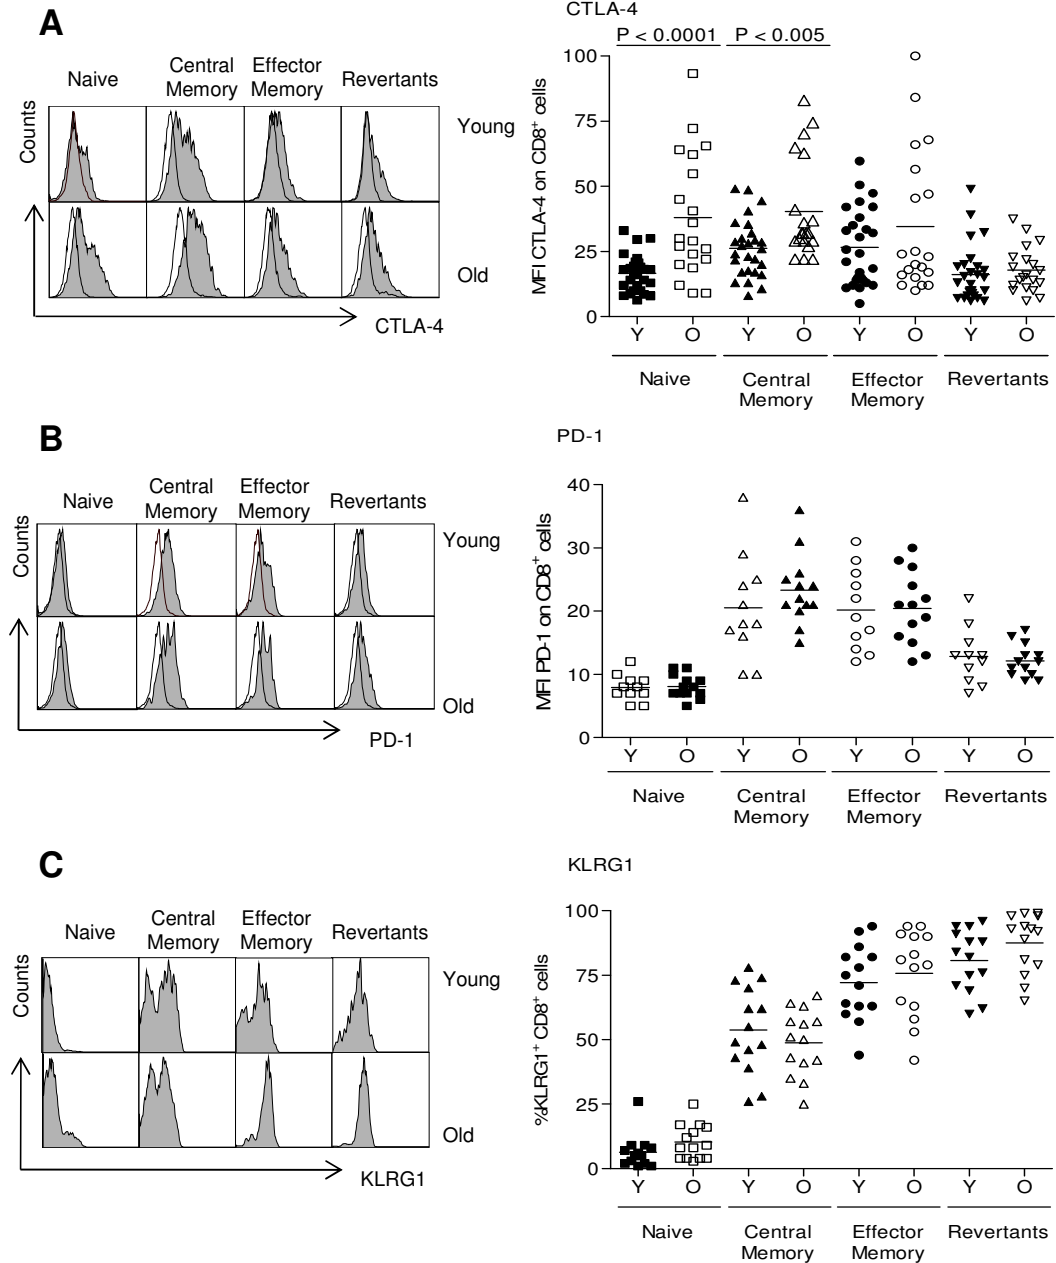 A
CTLA-4
P < 0.0001 P < 0.005
Naive Central Memory Effector Memory Revertants
Counts
Young
Old
CTLA-4
MFI CTLA-4 on CD8+ cells
100
75
50
25
0
Y O Y O Y O Y O
Naive Central Memory Effector Memory Revertants
B
PD-1
Naive Central Memory Effector Memory Revertants
Counts
Young
Old
PD-1
MFI PD-1 on CD8+ cells
40
30
20
10
0
Y O Y O Y O Y O
Naive Central Memory Effector Memory Revertants
C
KLRG1
Naive Central Memory Effector Memory Revertants
Counts
Young
Old
KLRG1
%KLRG1+ CD8+ cells
100
75
50
25
0
Y O Y O Y O Y O
Naive Central Memory Effector Memory Revertants